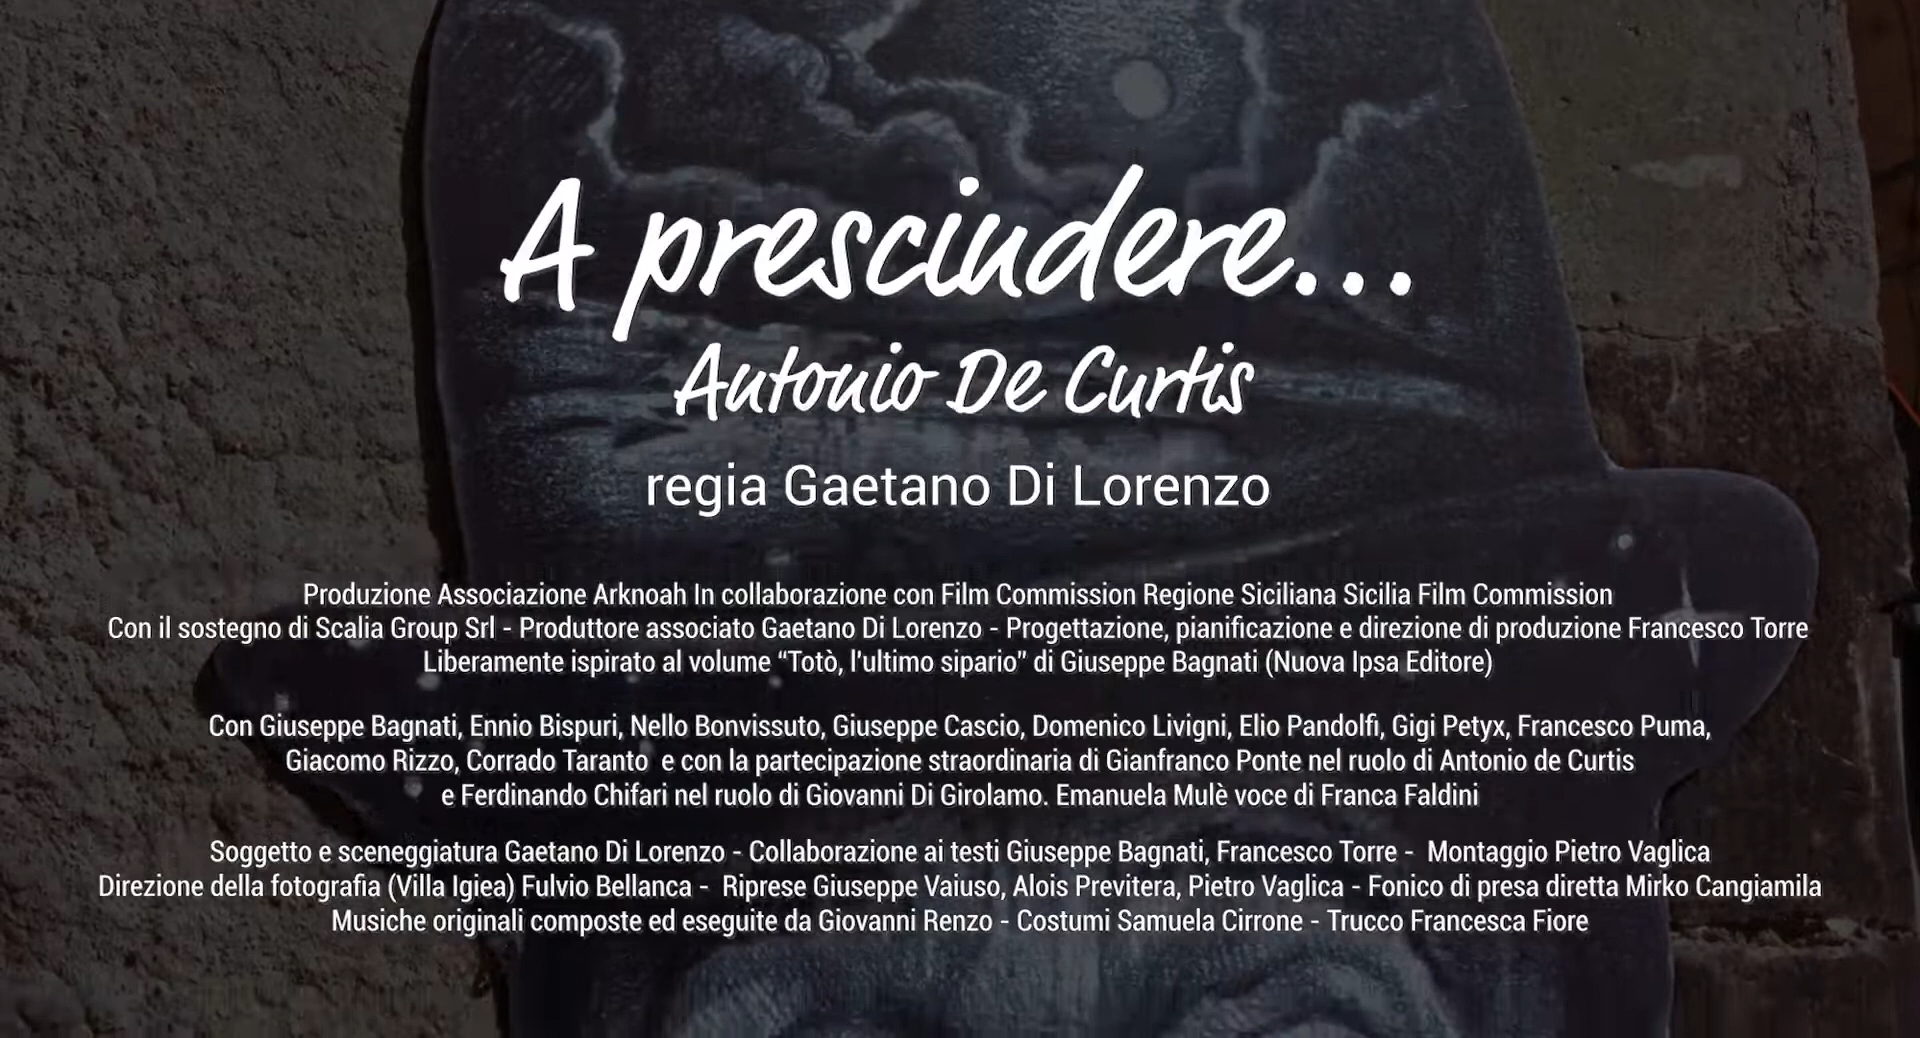 A prescindere...
Antonio De Curtis
regia Gaetano Di Lorenzo
Produzione Associazione Arknoah In collaborazione con Film Commission Regione Siciliana Sicilia Film Commission
Con il sostegno di Scalia Group Srl - Produttore associato Gaetano Di Lorenzo - Progettazione, pianificazione e direzione di produzione Francesco Torre
Liberamente ispirato al volume “Totò, l'ultimo sipario” di Giuseppe Bagnati (Nuova Ipsa Editore)
Con Giuseppe Bagnati, Ennio Bispuri, Nello Bonvissuto, Giuseppe Cascio, Domenico Livigni, Elio Pandolfi, Gigi Petyx, Francesco Puma,
Giacomo Rizzo, Corrado Taranto e con la partecipazione straordinaria di Gianfranco Ponte nel ruolo di Antonio de Curtis
e Ferdinando Chifari nel ruolo di Giovanni Di Girolamo. Emanuela Mulè voce di Franca Faldini
Soggetto e sceneggiatura Gaetano Di Lorenzo - Collaborazione ai testi Giuseppe Bagnati, Francesco Torre - Montaggio Pietro Vaglica
Direzione della fotografia (Villa Igiea) Fulvio Bellanca - Riprese Giuseppe Vaiuso, Alois Previtera, Pietro Vaglica - Fonico di presa diretta Mirko Cangiamila
Musiche originali composte ed eseguite da Giovanni Renzo - Costumi Samuela Cirrone - Trucco Francesca Fiore